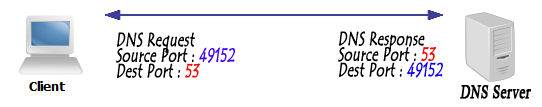 DNS Request
Source Port : 49152
Dest Port : 53
DNS Response
Source Port : 53
Dest Port : 49152
Client
DNS Server